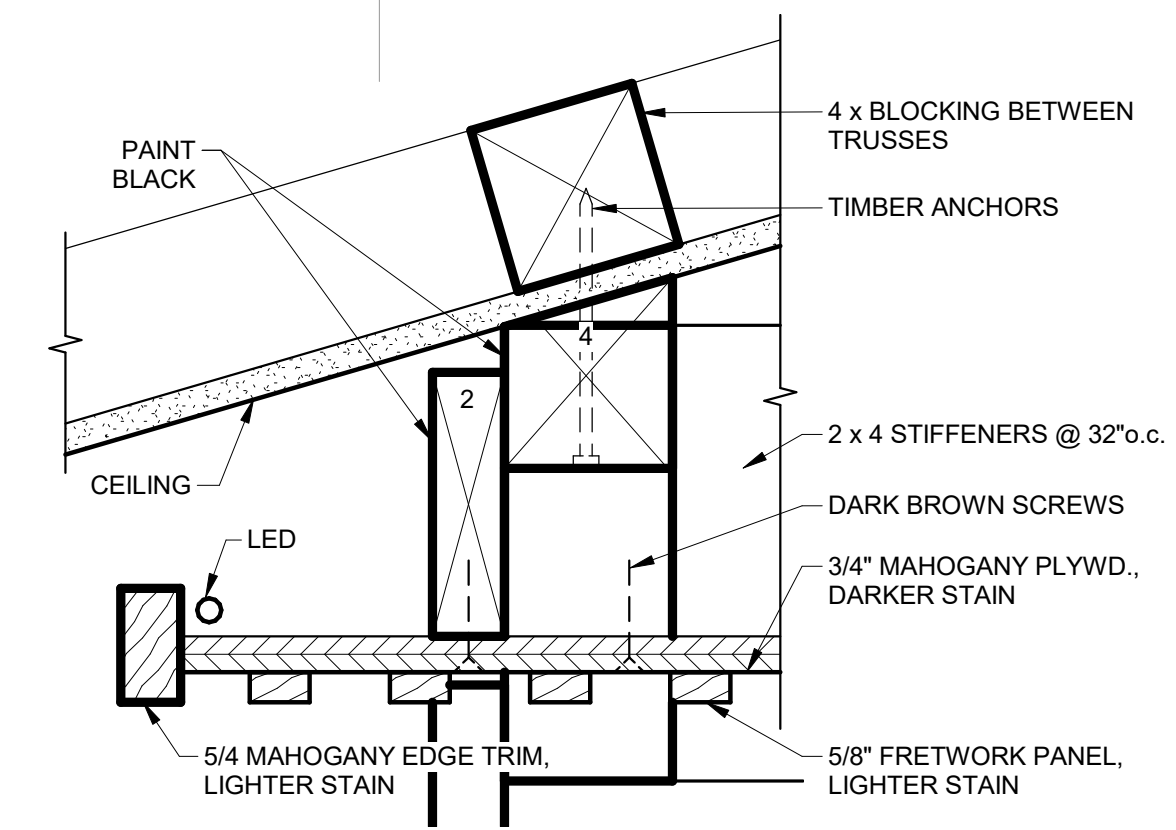 4 x BLOCKING BETWEEN
TRUSSES
PAINT
BLACK
TIMBER ANCHORS
4
2
2 x 4 STIFFENERS @ 32"o.c.
CEILING
DARK BROWN SCREWS
LED
3/4" MAHOGANY PLYWD.,
DARKER STAIN
5/4 MAHOGANY EDGE TRIM,
LIGHTER STAIN
5/8" FRETWORK PANEL,
LIGHTER STAIN